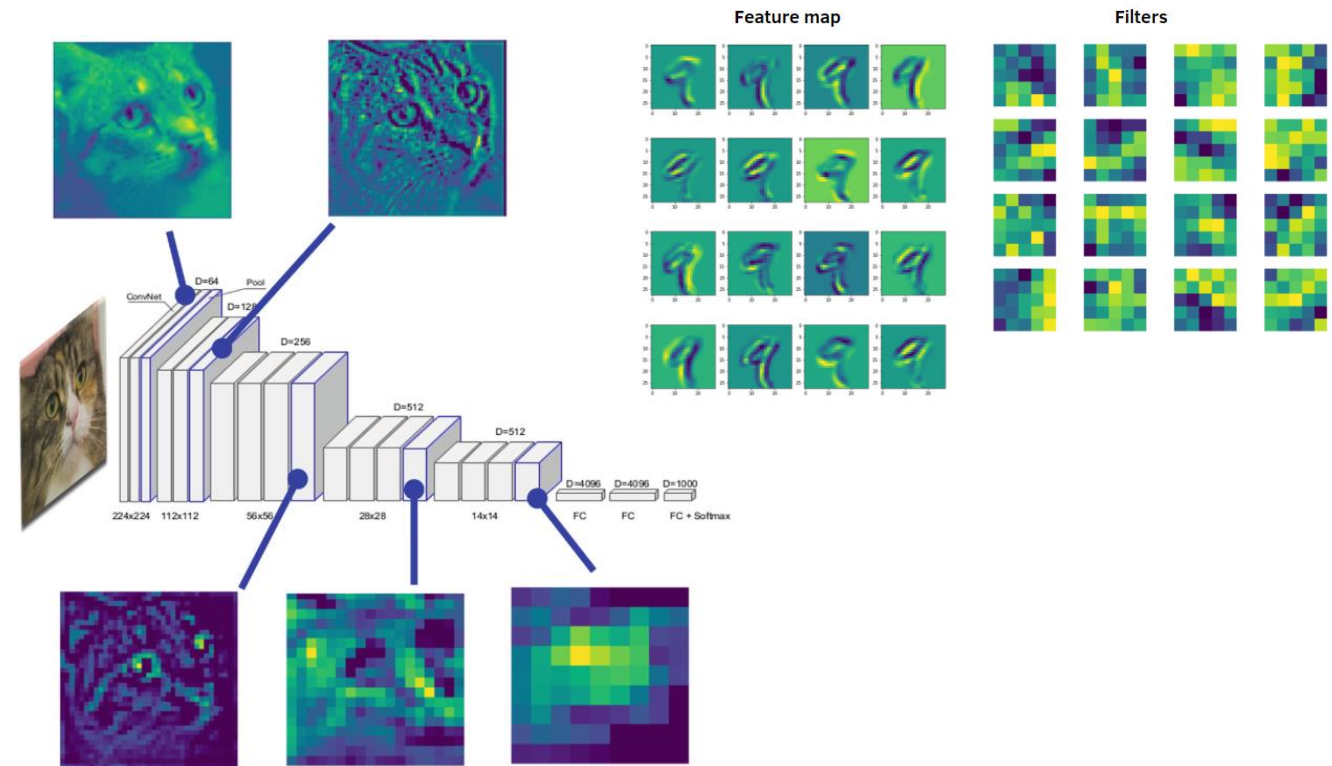 Feature map
Filters
D=64
Pool
ConvNet
D=128
D=256
D=512
D=512
D=4096
D=4096
D=1000
224x224
112x112
56x56
28x28
14x14
FC
FC
FC + Softmax